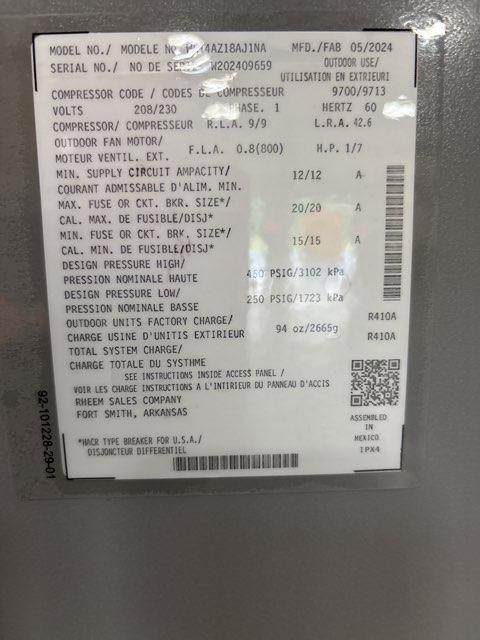 MODEL NO./ MODELE NO 4AZ18AJ1NA MFD./FAB 05/2024
SERIAL NO./ NO DE SERIE W202409659 OUTDOOR USE/
UTILISATION EN EXTRIEUR
COMPRESSOR CODE / CODES DE COMPRESSEUR 9700/9713
VOLTS 208/230 PHASE. 1 HERTZ 60
COMPRESSOR/ COMPRESSEUR R.L.A. 9/9 L.R.A. 42.6
OUTDOOR FAN MOTOR/
MOTEUR VENTIL. EXT. F.L.A. 0.8(800) H.P. 1/7
MIN. SUPPLY CIRCUIT AMPACITY/ 12/12 A
COURANT ADMISSABLE D'ALIM. MIN.
MAX. FUSE OR CKT. BKR. SIZE*/ 20/20 A
CAL. MAX. DE FUSIBLE/DISJ*
MIN. FUSE OR CKT. BKR. SIZE*/ 15/15 A
CAL. MIN. DE FUSIBLE/DISJ*
DESIGN PRESSURE HIGH/
PRESSION NOMINALE HAUTE 450 PSIG/3102 kPa
DESIGN PRESSURE LOW/
PRESSION NOMINALE BASSE 250 PSIG/1723 kPa
OUTDOOR UNITS FACTORY CHARGE/ R410A
CHARGE USINE D'UNITIS EXTERIEUR 94 oz/2665g R410A
TOTAL SYSTEM CHARGE/
CHARGE TOTALE DU SYSTHME
SEE INSTRUCTIONS INSIDE ACCESS PANEL /
VOIR LES CHARGE INSTRUCTIONS A L'INTERIEUR DU PANNEAU D'ACCIS
RHEEM SALES COMPANY
FORT SMITH, ARKANSAS
ASSEMBLED
IN
MEXICO
IPX4
*HACR TYPE BREAKER FOR U.S.A./
DISJONCTEUR DIFFERENTIEL
92-101228-29-01